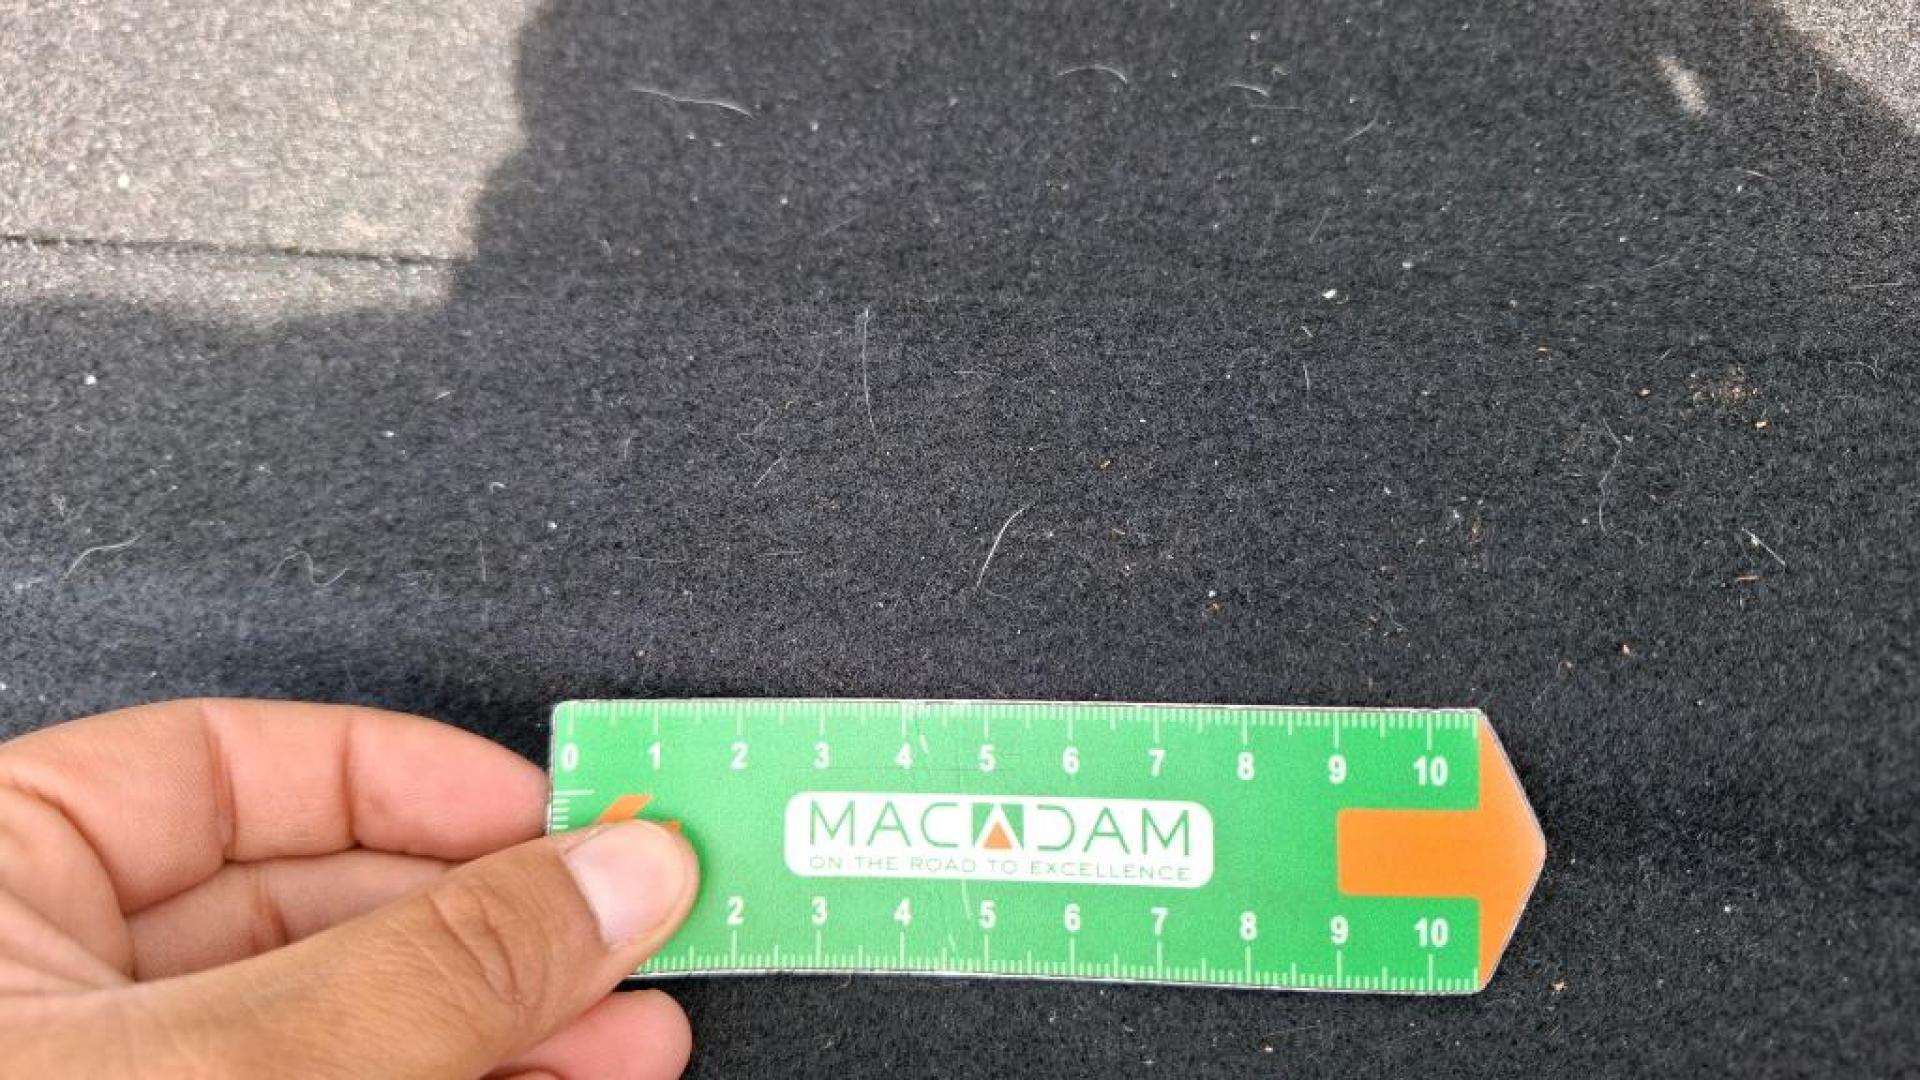 0 1 2 3 4 5 6 7 8 9 10
MACADAM
ON THE ROAD TO EXCELLENCE
2 3 4 5 6 7 8 9 10